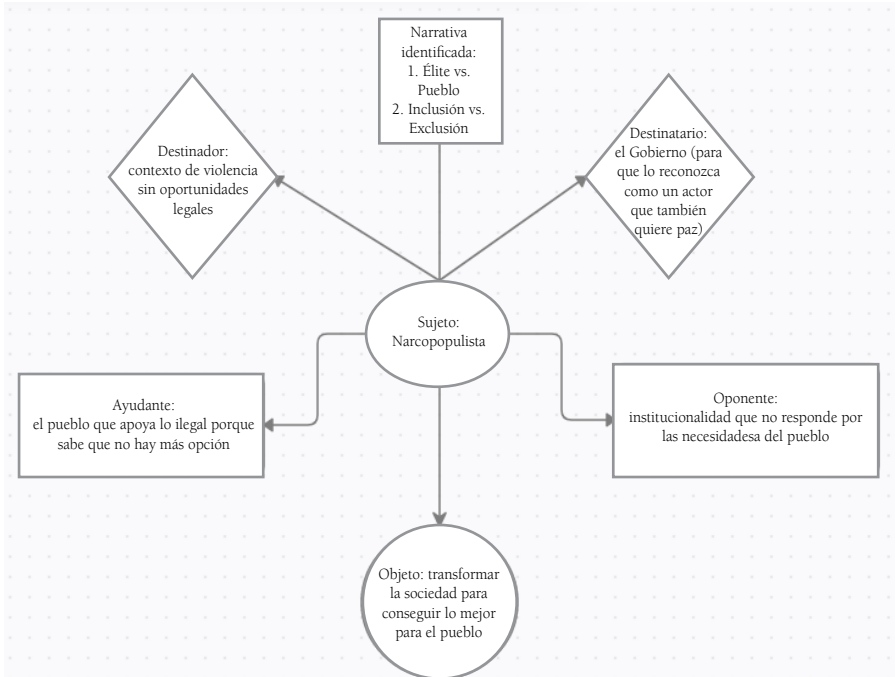 Narrativa
identificada:
1. Élite vs.
Pueblo
2. Inclusión vs.
Exclusión
Destinador:
contexto de violencia
sin oportunidades
legales
Destinatario:
el Gobierno (para
que lo reconozca
como un actor
que también
quiere paz)
Sujeto:
Narcopopulista
Ayudante:
el pueblo que apoya lo ilegal porque
sabe que no hay más opción
Oponente:
institucionalidad que no responde por
las necesidadesa del pueblo
Objeto: transformar
la sociedad para
conseguir lo mejor
para el pueblo